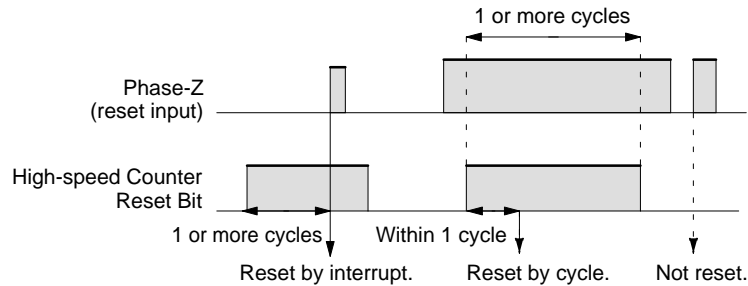 1 or more cycles
Phase-Z
(reset input)
High-speed Counter
Reset Bit
1 or more cycles
Within 1 cycle
Reset by interrupt.
Reset by cycle.
Not reset.